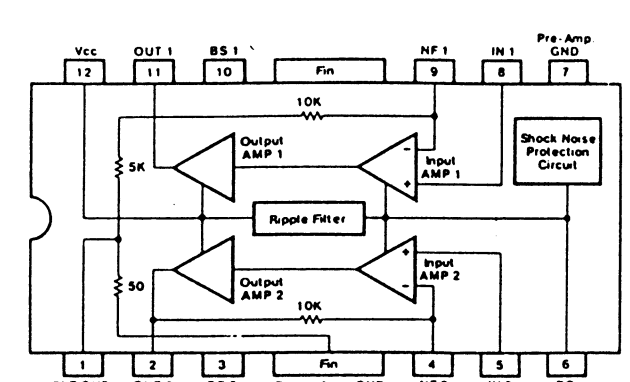 Vcc OUT 1 BS 1 NF 1 IN 1 Pre-Amp. GND
12 11 10 Fin 9 8 7
10K
Output AMP 1
Input AMP 1
Shock Noise Protection Circuit
5K
Ripple Filter
50
Output AMP 2
Input AMP 2
10K
1 2 3 Fin 4 5 6